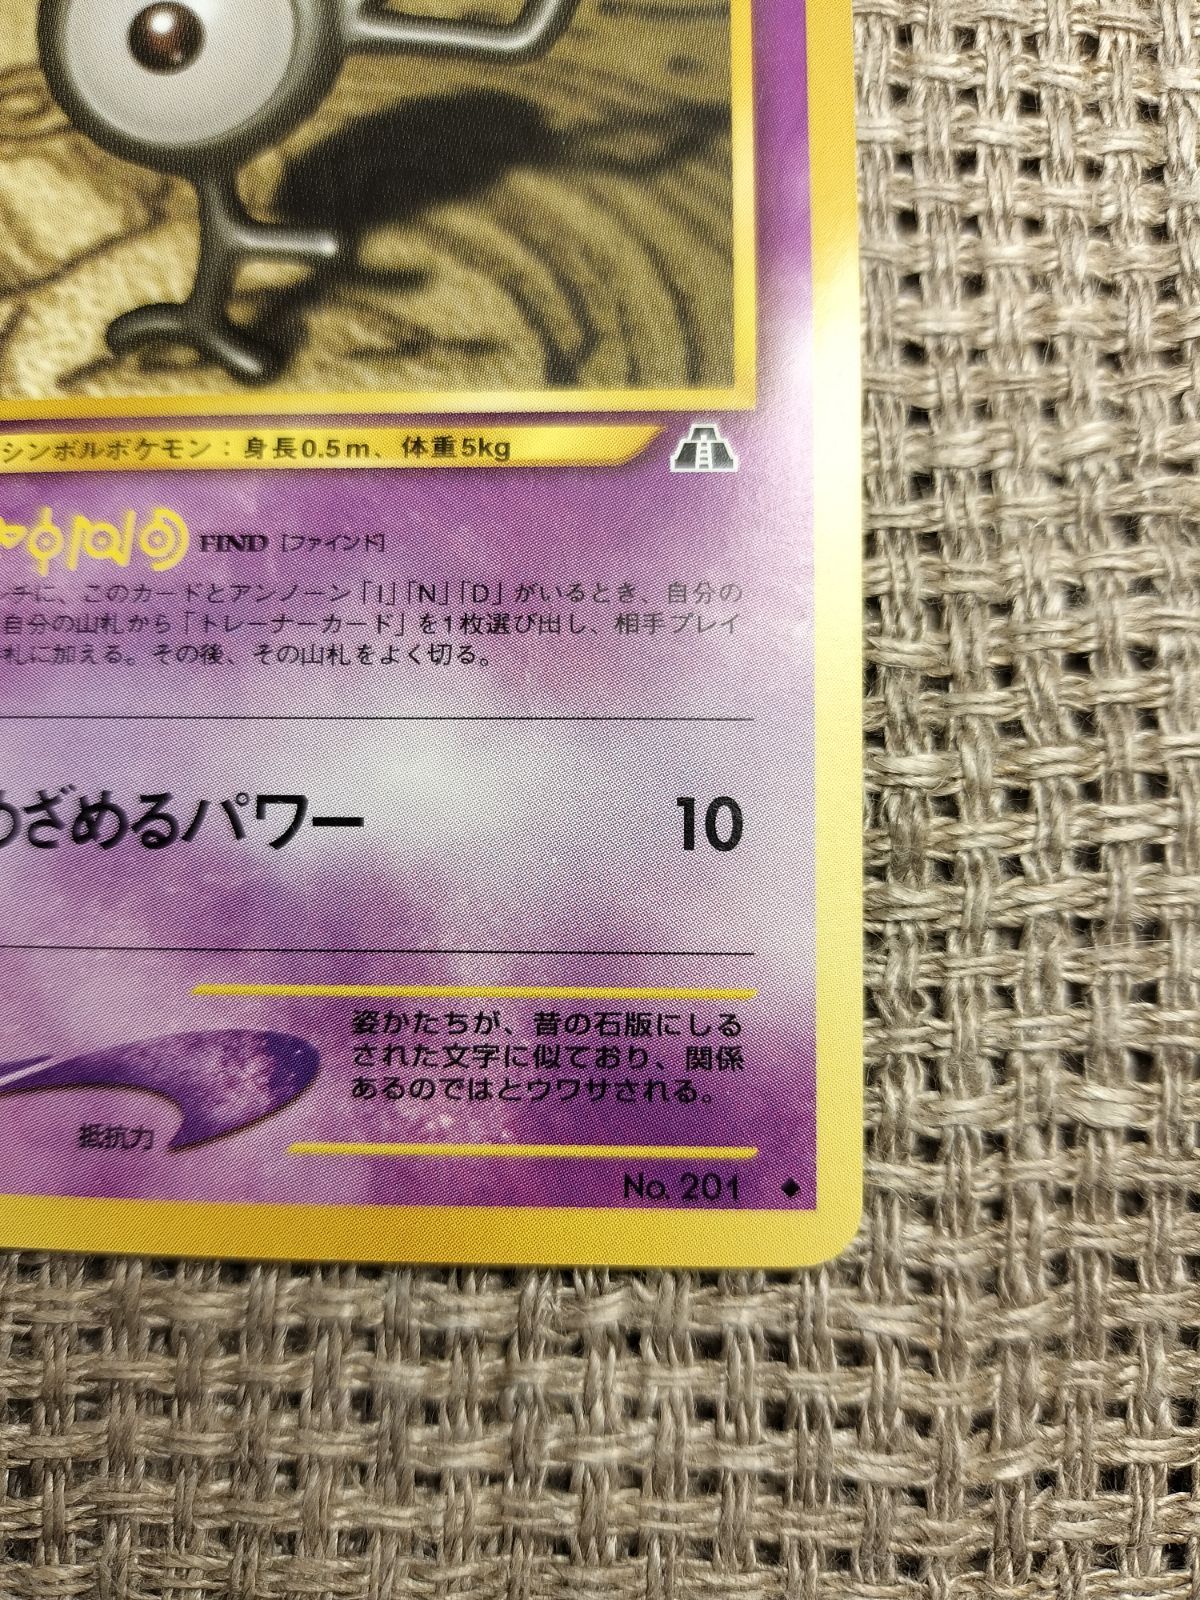 シンボルポケモン：身長0.5m、体重5kg
FIND [ファインド]
ンチに、このカードとアンノーン「I」「N」「D」がいるとき、自分の
自分の山札から「トレーナーカード」を1枚選び出し、相手プレイ
札に加える。その後、その山札をよく切る。
めざめるパワー 10
姿かたちが、昔の石版にしる
された文字に似ており、関係
あるのではとウワサされる。
抵抗力
No. 201 ◆